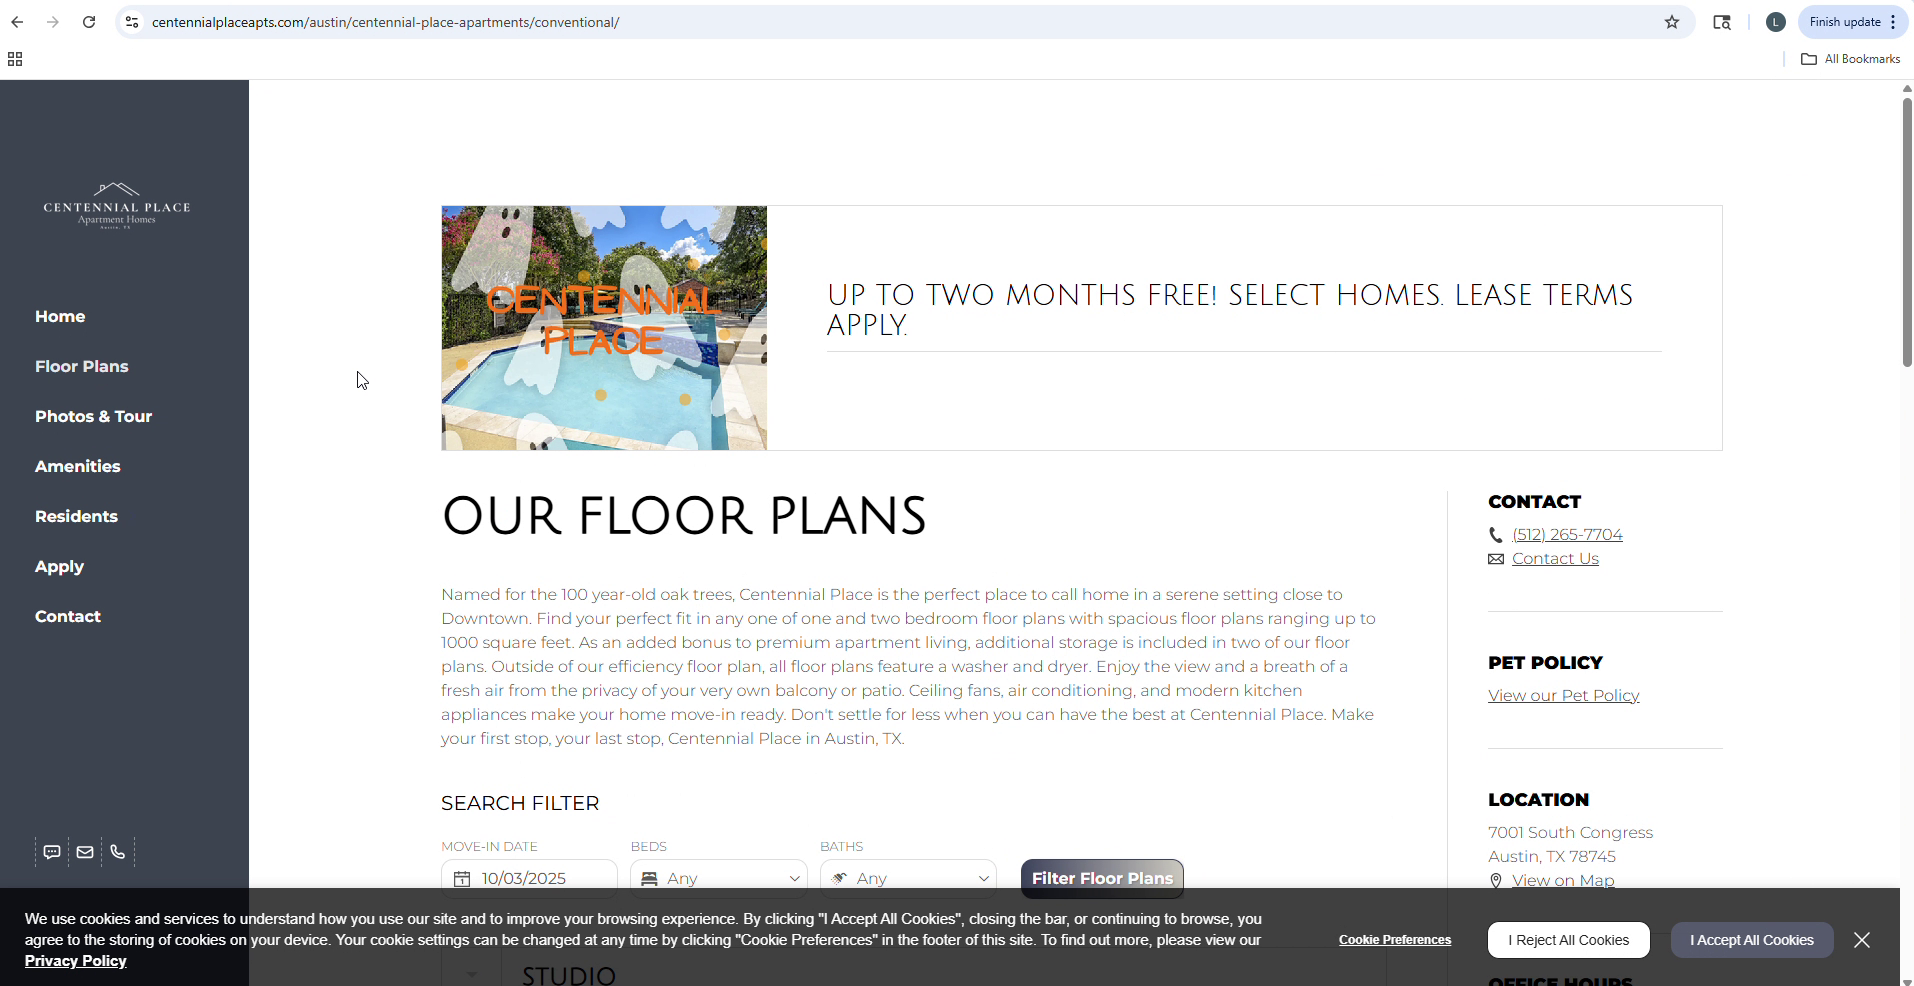 centennialplaceapts.com/austin/centennial-place-apartments/conventional/
L
Finish update
All Bookmarks
CENTENNIAL PLACE
Apartment Homes
Austin, TX
Home
Floor Plans
Photos & Tour
Amenities
Residents
Apply
Contact
CENTENNIAL
PLACE
UP TO TWO MONTHS FREE! SELECT HOMES. LEASE TERMS
APPLY.
OUR FLOOR PLANS
Named for the 100 year-old oak trees, Centennial Place is the perfect place to call home in a serene setting close to
Downtown. Find your perfect fit in any one of one and two bedroom floor plans with spacious floor plans ranging up to
1000 square feet. As an added bonus to premium apartment living, additional storage is included in two of our floor
plans. Outside of our efficiency floor plan, all floor plans feature a washer and dryer. Enjoy the view and a breath of a
fresh air from the privacy of your very own balcony or patio. Ceiling fans, air conditioning, and modern kitchen
appliances make your home move-in ready. Don't settle for less when you can have the best at Centennial Place. Make
your first stop, your last stop, Centennial Place in Austin, TX.
SEARCH FILTER
MOVE-IN DATE
BEDS
BATHS
10/03/2025
Any
Any
Filter Floor Plans
STUDIO
CONTACT
(512) 265-7704
Contact Us
PET POLICY
View our Pet Policy
LOCATION
7001 South Congress
Austin, TX 78745
View on Map
OFFICE HOURS
We use cookies and services to understand how you use our site and to improve your browsing experience. By clicking "I Accept All Cookies", closing the bar, or continuing to browse, you
agree to the storing of cookies on your device. Your cookie settings can be changed at any time by clicking "Cookie Preferences" in the footer of this site. To find out more, please view our
Privacy Policy
Cookie Preferences
I Reject All Cookies
I Accept All Cookies